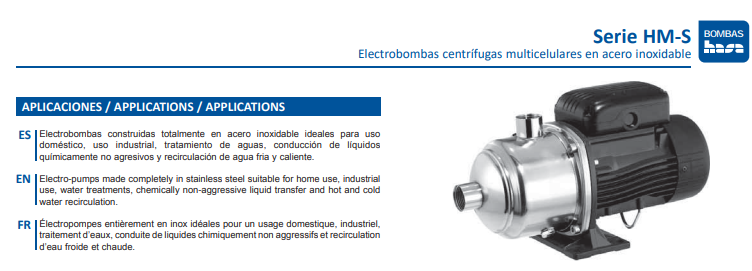 Serie HM-S
Electrobombas centrífugas multicelulares en acero inoxidable
BOMBAS
hasa
APLICACIONES / APPLICATIONS / APPLICATIONS
ES Electrobombas construidas totalmente en acero inoxidable ideales para uso
doméstico, uso industrial, tratamiento de aguas, conducción de líquidos
químicamente no agresivos y recirculación de agua fria y caliente.
EN Electro-pumps made completely in stainless steel suitable for home use, industrial
use, water treatments, chemically non-aggressive liquid transfer and hot and cold
water recirculation.
FR Électropompes entièrement en inox idéales pour un usage domestique, industriel,
traitement d'eaux, conduite de liquides chimiquement non aggressifs et recirculation
d'eau froide et chaude.